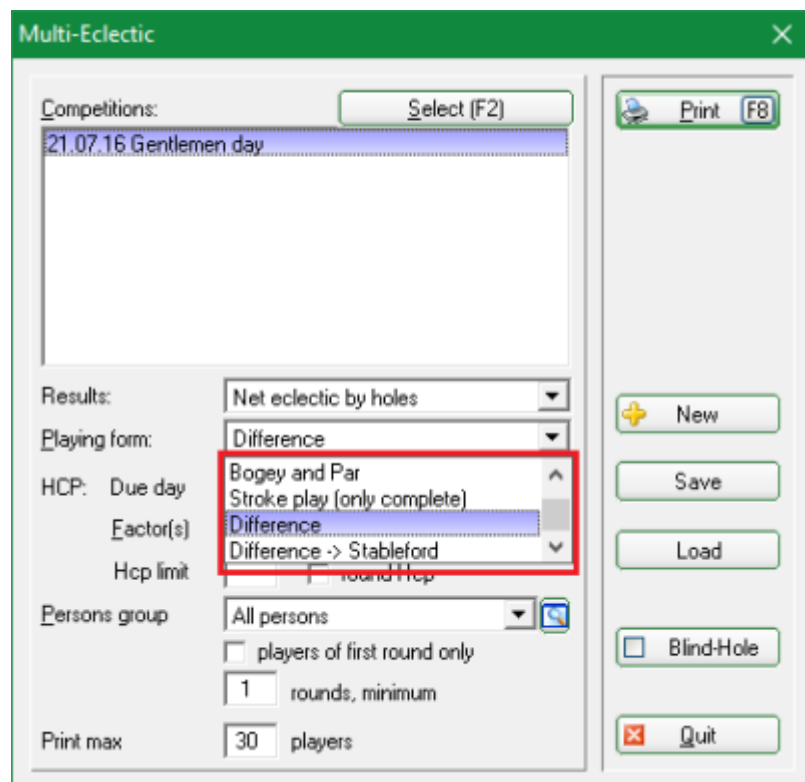 Multi-Eclectic
Competitions:
Select (F2)
21.07.16 Gentlemen day
Results:
Net eclectic by holes
Playing form:
Difference
Bogey and Par
Stroke play (only complete)
Difference
Difference -> Stableford
HCP: Due day
Factor(s)
Hcp limit
round Hcp
Persons group
All persons
players of first round only
1 rounds, minimum
Print max 30 players
Print F8
New
Save
Load
Blind-Hole
Quit